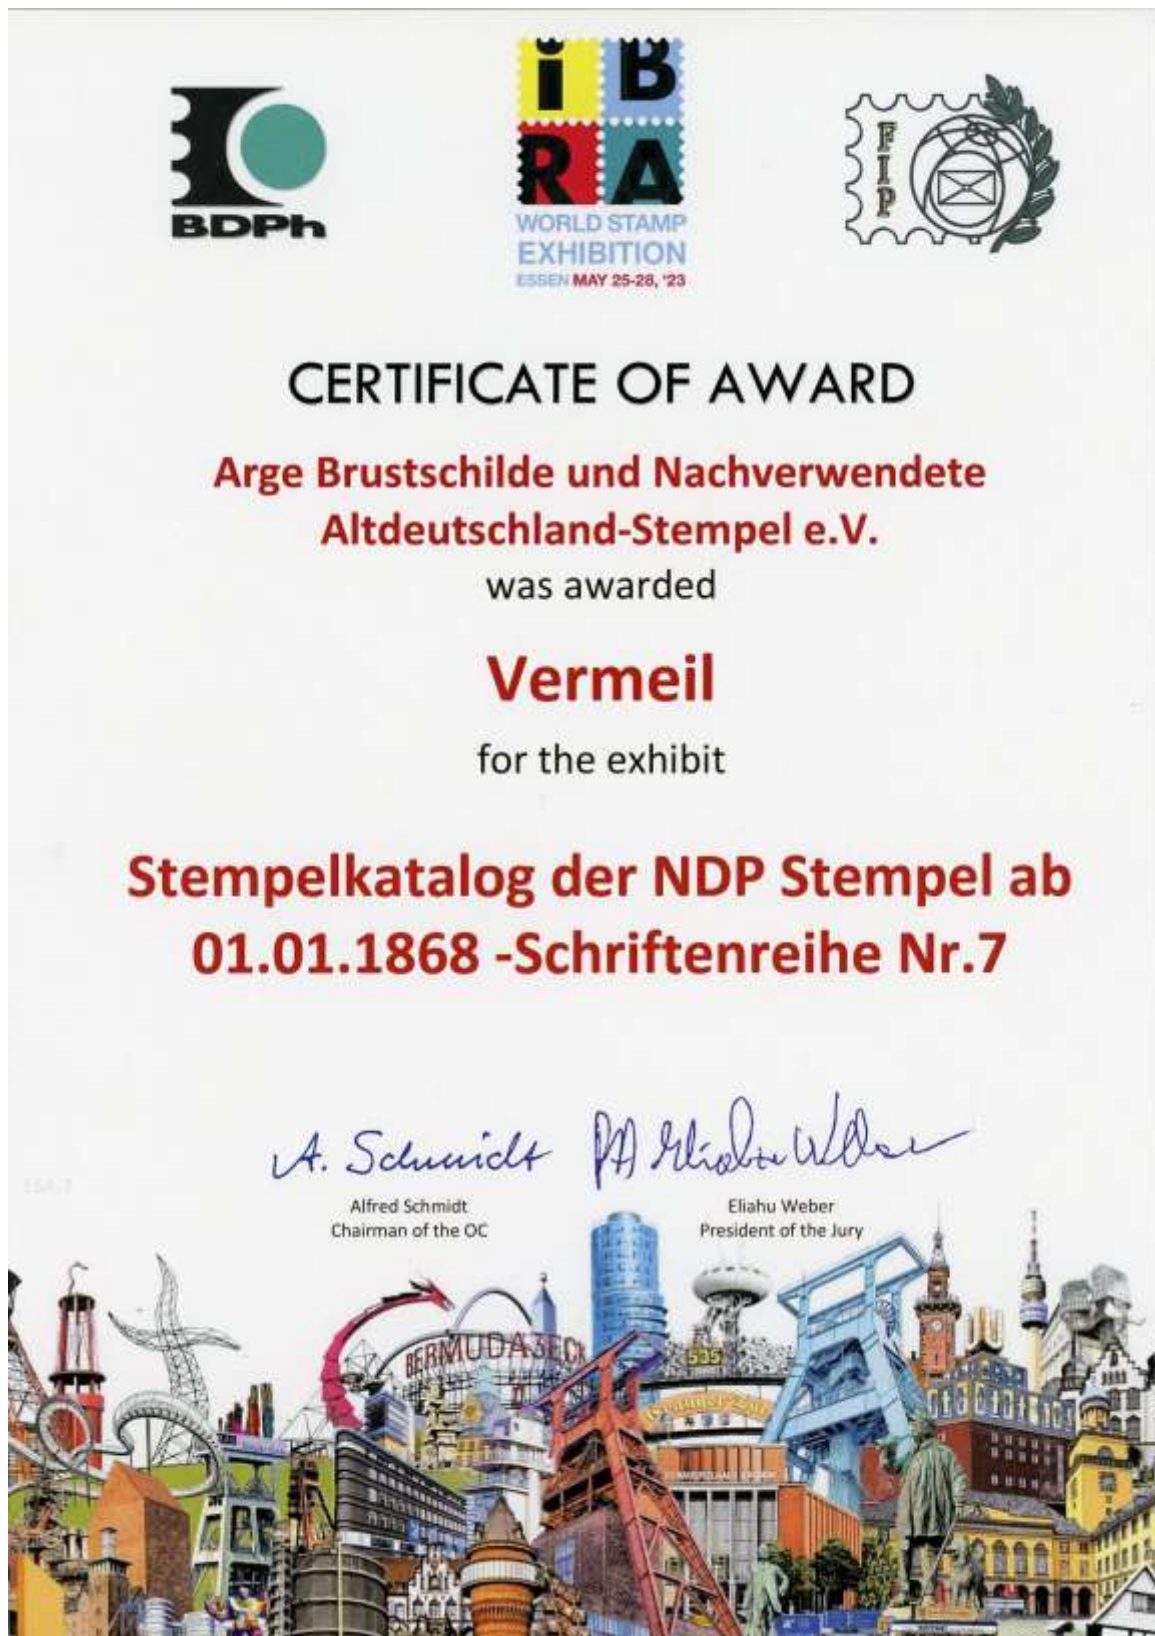 BDPh
iB
RA
WORLD STAMP
EXHIBITION
ESSEN MAY 25-28, '23
FIP
CERTIFICATE OF AWARD
Arge Brustschilde und Nachverwendete
Altdeutschland-Stempel e.V.
was awarded
Vermeil
for the exhibit
Stempelkatalog der NDP Stempel ab
01.01.1868 -Schriftenreihe Nr.7
A. Schmidt
Alfred Schmidt
Chairman of the OC
Eliahu Weber
President of the Jury